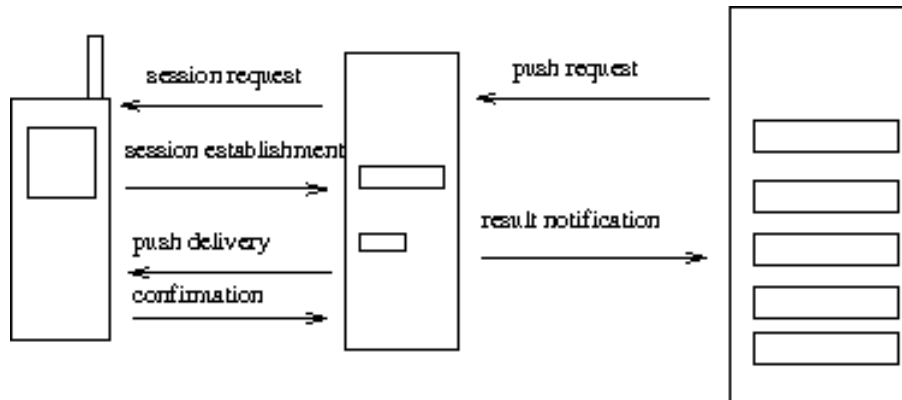 session request
push request
session establishment
result notification
push delivery
confirmation